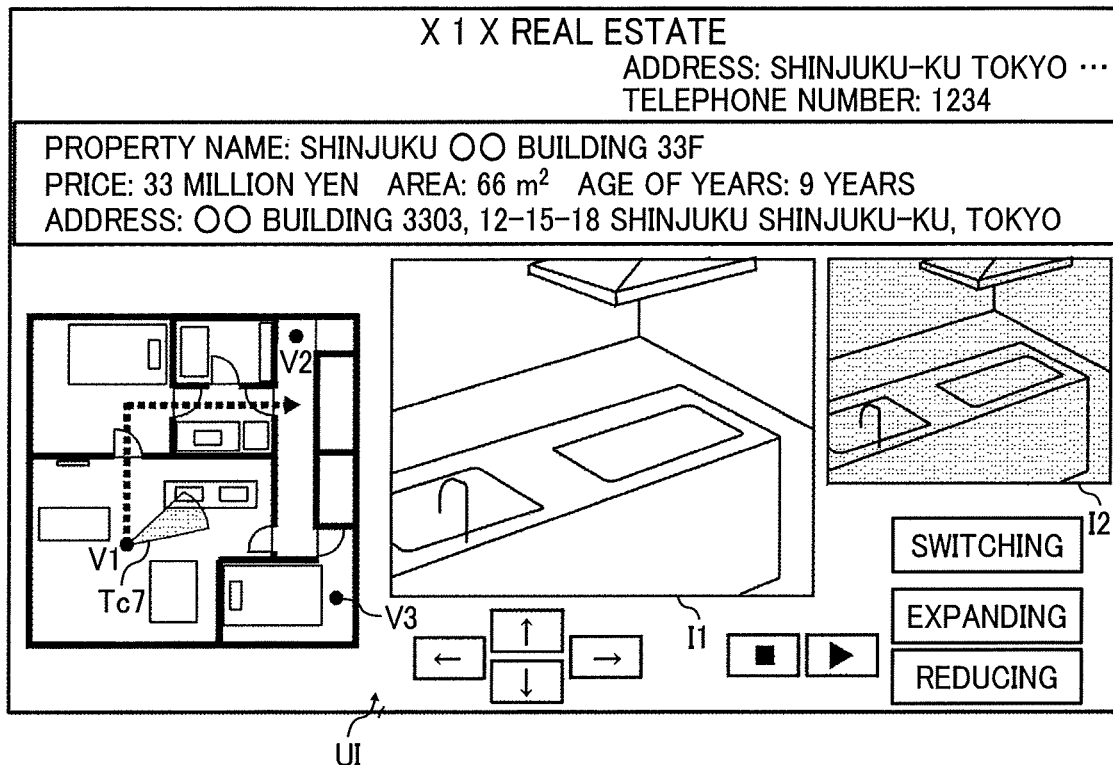 X 1 X REAL ESTATE
ADDRESS: SHINJUKU-KU TOKYO ···
TELEPHONE NUMBER: 1234
PROPERTY NAME: SHINJUKU ○○ BUILDING 33F
PRICE: 33 MILLION YEN AREA: 66 m² AGE OF YEARS: 9 YEARS
ADDRESS: ○○ BUILDING 3303, 12-15-18 SHINJUKU SHINJUKU-KU, TOKYO
V2
V1
Tc7
V3
I1
I2
SWITCHING
EXPANDING
REDUCING
← ↑ ↓ →
■ ▶
UI